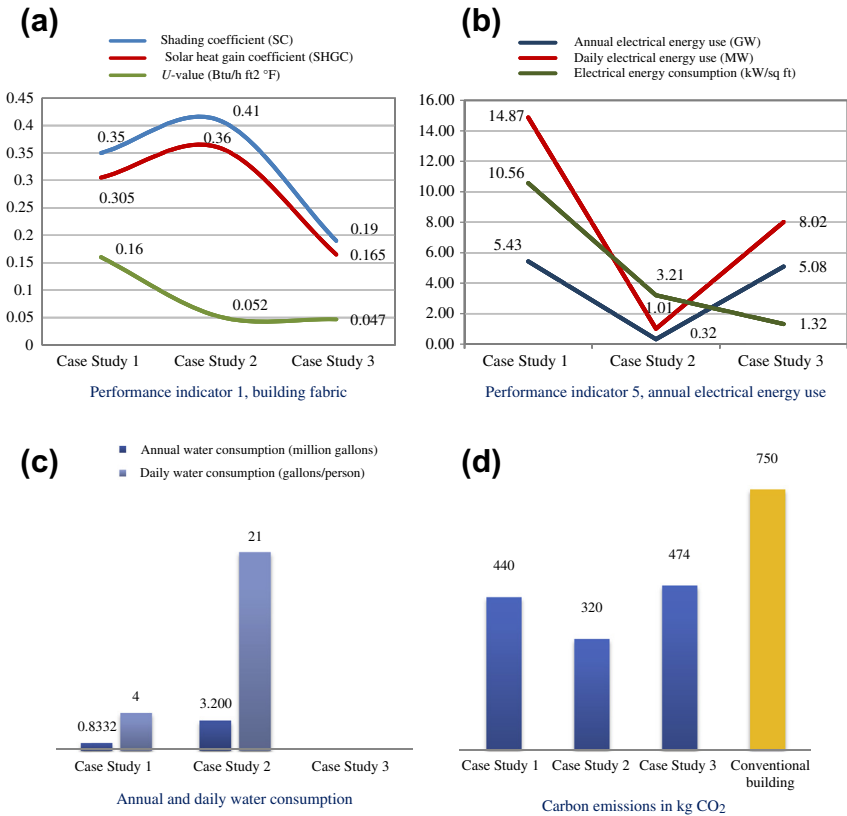 (a)
Shading coefficient (SC)
Solar heat gain coefficient (SHGC)
U-value (Btu/h ft2 °F)
0.45
0.4
0.35
0.3
0.25
0.2
0.15
0.1
0.05
0
0.35
0.41
0.36
0.305
0.19
0.165
0.16
0.052
0.047
Case Study 1
Case Study 2
Case Study 3
Performance indicator 1, building fabric
(b)
Annual electrical energy use (GW)
Daily electrical energy use (MW)
Electrical energy consumption (kW/sq ft)
16.00
14.00
12.00
10.00
8.00
6.00
4.00
2.00
0.00
14.87
10.56
5.43
3.21
1.01
0.32
8.02
5.08
1.32
Case Study 1
Case Study 2
Case Study 3
Performance indicator 5, annual electrical energy use
(c)
Annual water consumption (million gallons)
Daily water consumption (gallons/person)
0.8332
4
3.200
21
Case Study 1
Case Study 2
Case Study 3
Annual and daily water consumption
(d)
440
320
474
750
Case Study 1
Case Study 2
Case Study 3
Conventional
building
Carbon emissions in kg CO2